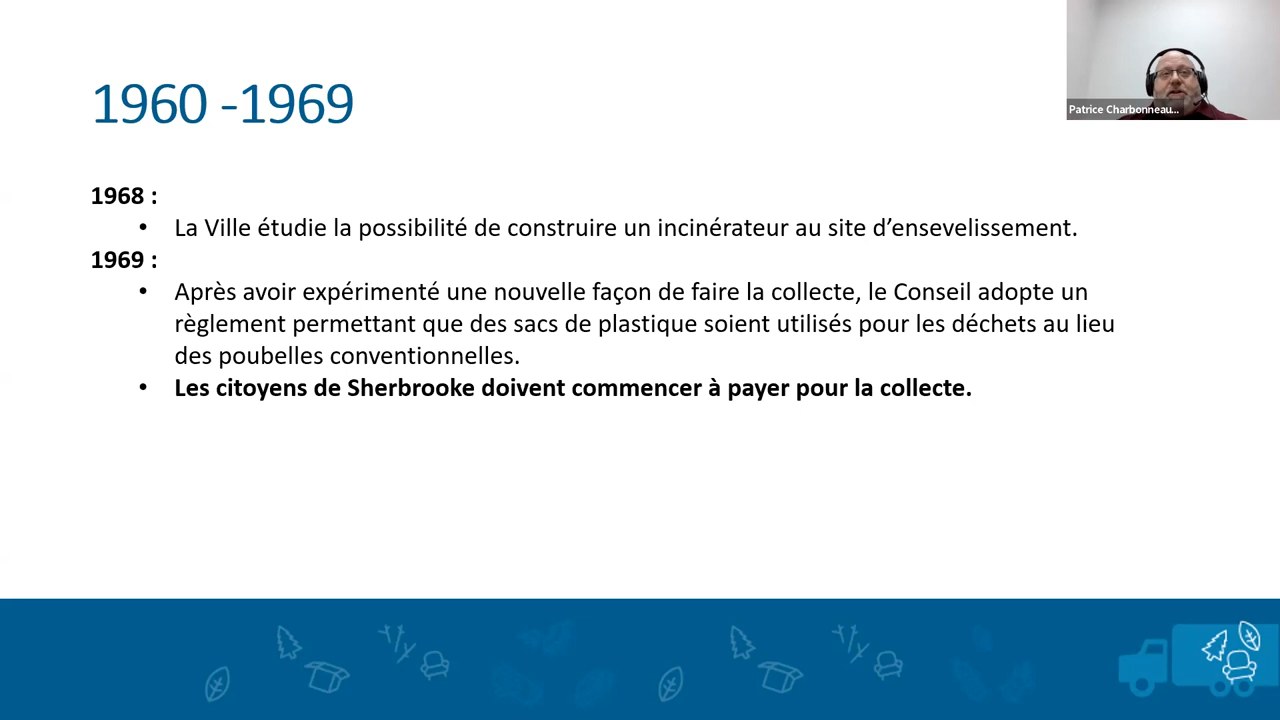 1960 -1969
Patrice Charbonneau...
1968 :
• La Ville étudie la possibilité de construire un incinérateur au site d’ensevelissement.
1969 :
• Après avoir expérimenté une nouvelle façon de faire la collecte, le Conseil adopte un
règlement permettant que des sacs de plastique soient utilisés pour les déchets au lieu
des poubelles conventionnelles.
• Les citoyens de Sherbrooke doivent commencer à payer pour la collecte.